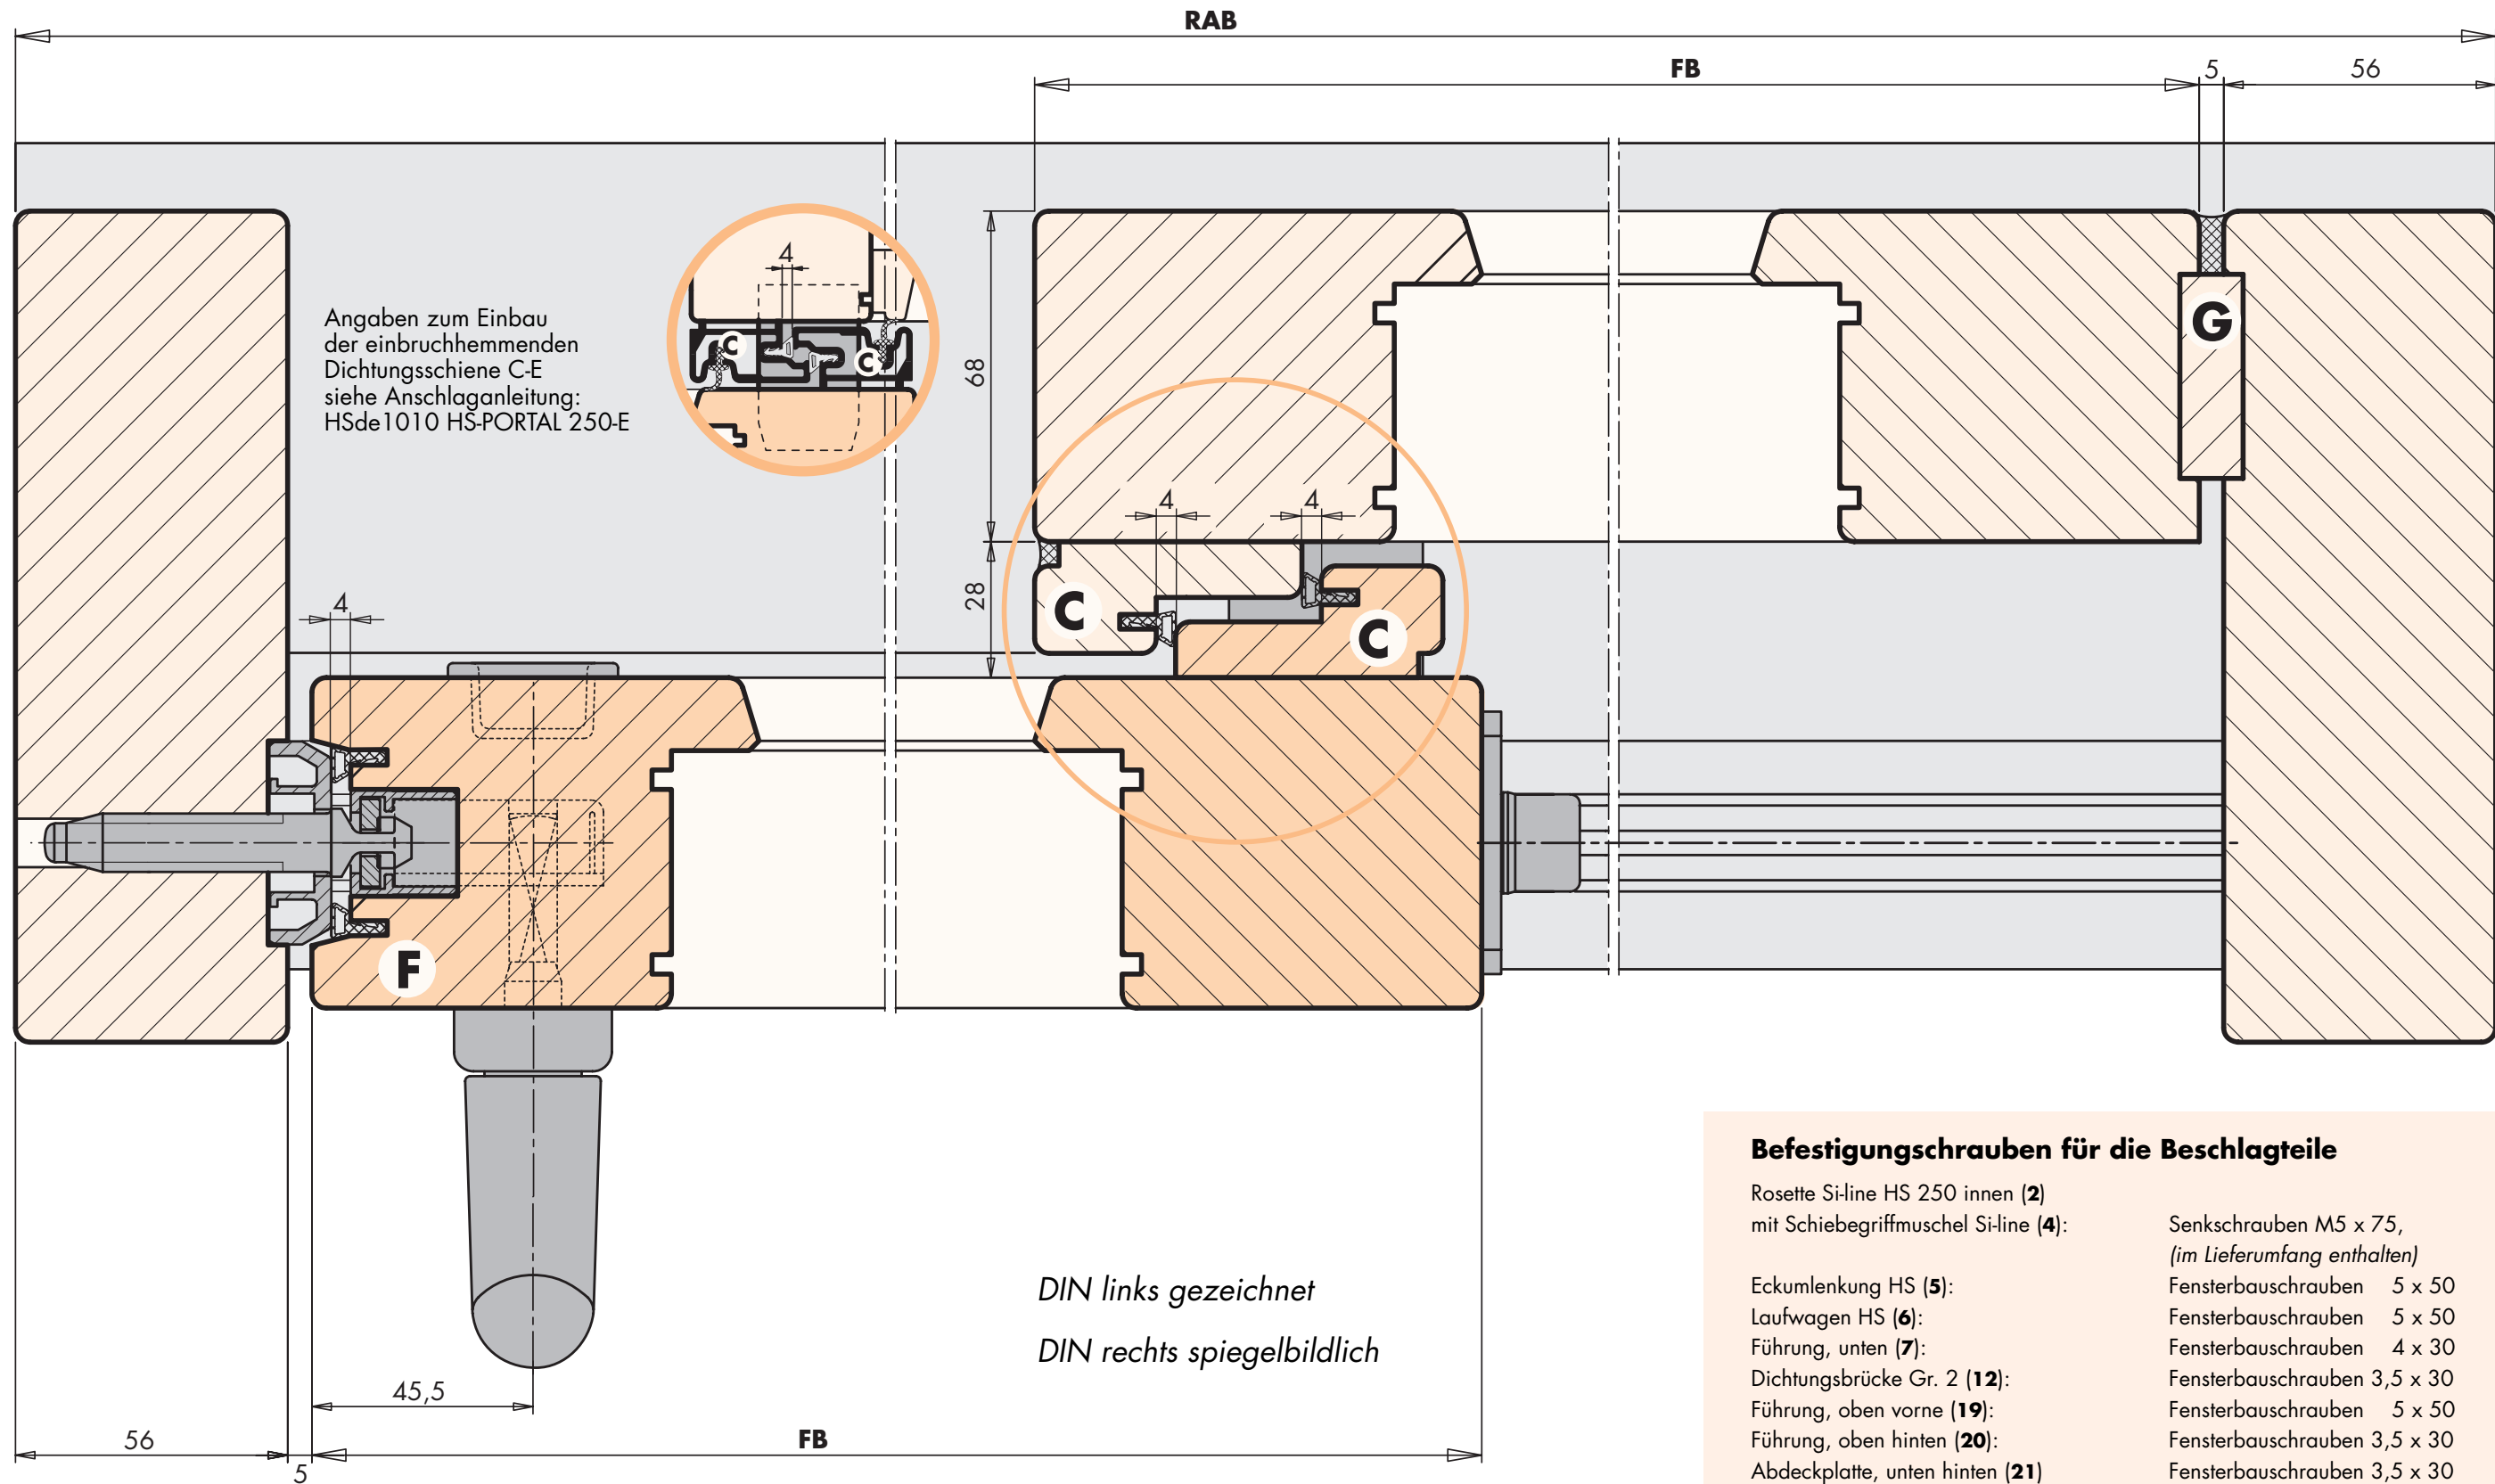 RAB
FB
5
56
4
Angaben zum Einbau
der einbruchhemmenden
Dichtungsschiene C-E
siehe Anschlaganleitung:
HSde1010 HS-PORTAL 250-E
C
C
G
68
4
4
28
C
C
4
F
DIN links gezeichnet
DIN rechts spiegelbildlich
45,5
56
5
FB
Befestigungschrauben für die Beschlagteile
Rosette Si-line HS 250 innen (2)
mit Schiebegriffmuschel Si-line (4): Senkschrauben M5 x 75,
(im Lieferumfang enthalten)
Eckumlenkung HS (5): Fensterbauschrauben 5 x 50
Laufwagen HS (6): Fensterbauschrauben 5 x 50
Führung, unten (7): Fensterbauschrauben 4 x 30
Dichtungsbrücke Gr. 2 (12): Fensterbauschrauben 3,5 x 30
Führung, oben vorne (19): Fensterbauschrauben 5 x 50
Führung, oben hinten (20): Fensterbauschrauben 3,5 x 30
Abdeckplatte, unten hinten (21) Fensterbauschrauben 3,5 x 30